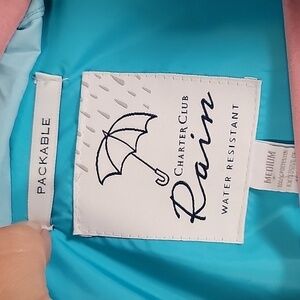 PACKABLE
CHARTER CLUB
Rain
WATER RESISTANT
MEDIUM